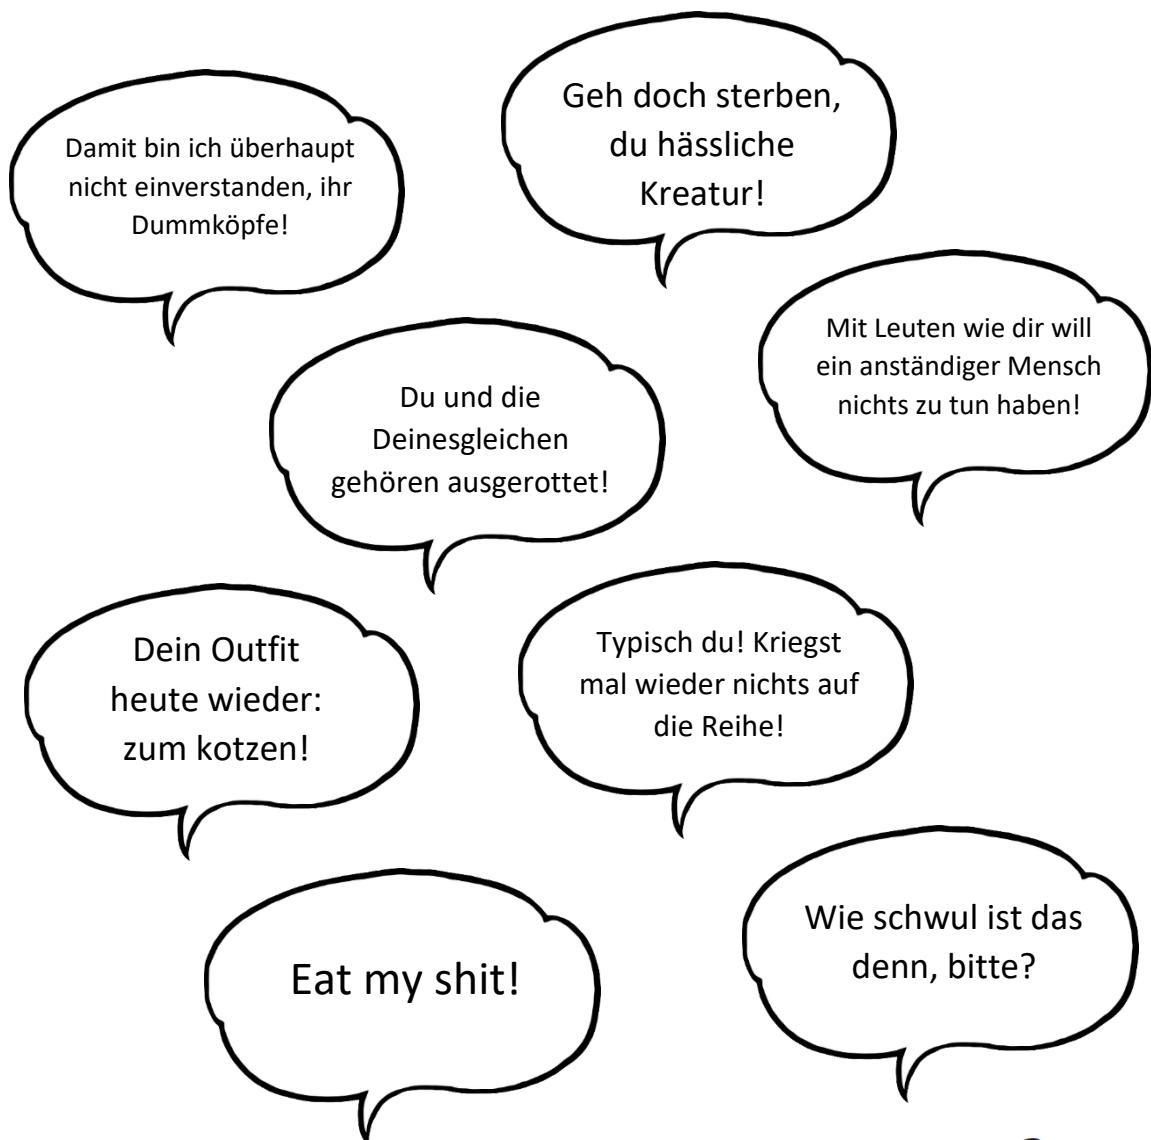 Damit bin ich überhaupt
nicht einverstanden, ihr
Dummköpfe!
Geh doch sterben,
du hässliche
Kreatur!
Mit Leuten wie dir will
ein anständiger Mensch
nichts zu tun haben!
Du und die
Deinesgleichen
gehören ausgerottet!
Dein Outfit
heute wieder:
zum kotzen!
Typisch du! Kriegst
mal wieder nichts auf
die Reihe!
Eat my shit!
Wie schwul ist das
denn, bitte?